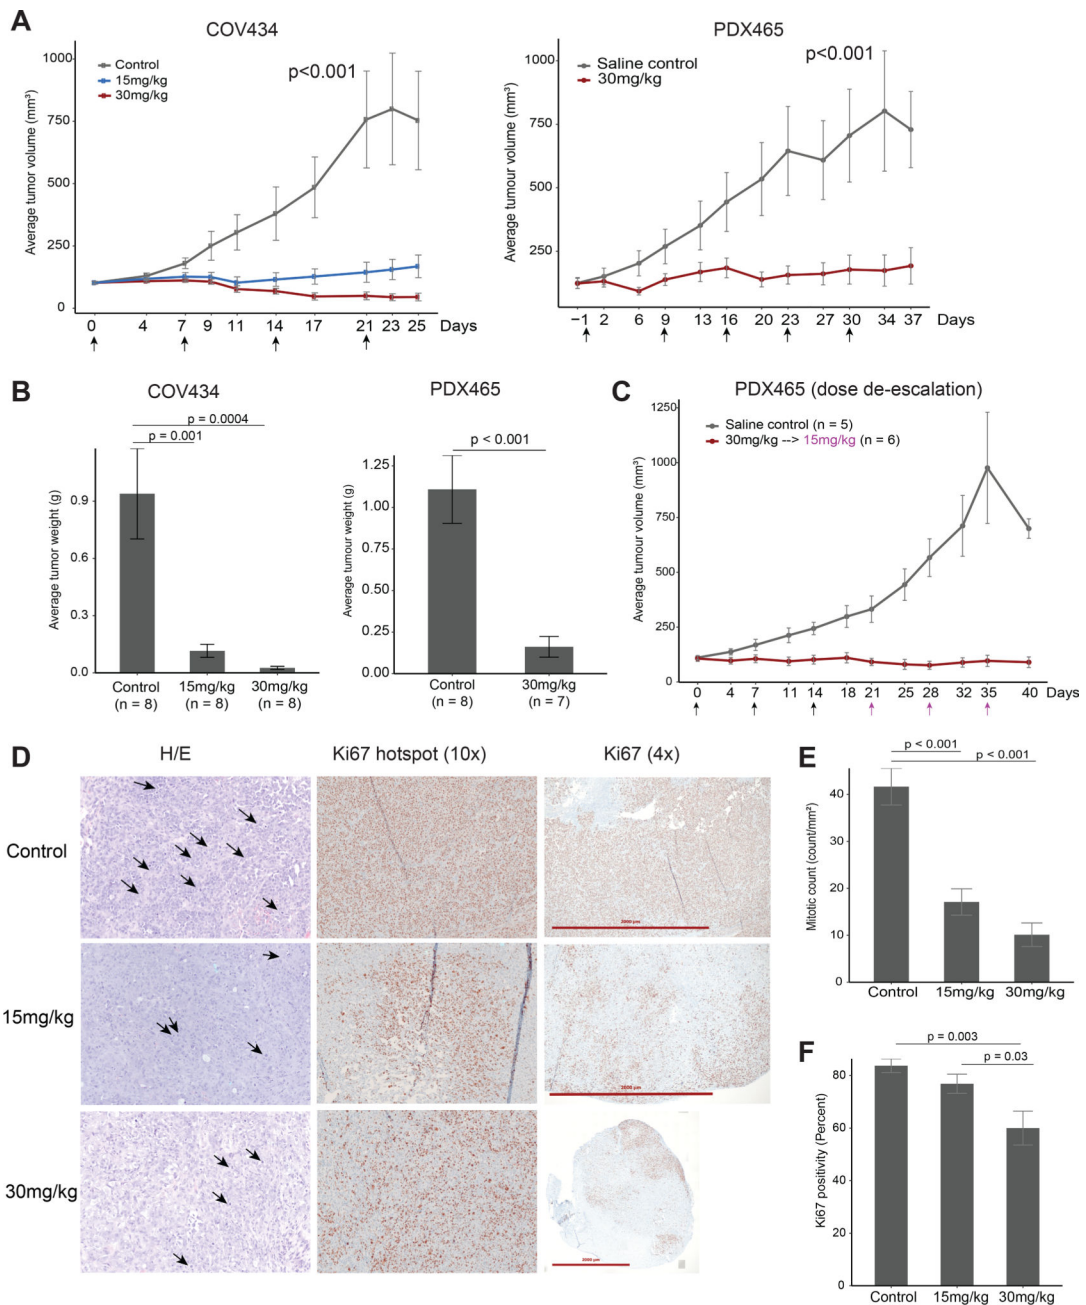 A
COV434
Control
15mg/kg
30mg/kg
p<0.001
Average tumor volume (mm³)
1000
750
500
250
0
0 4 7 9 11 14 17 21 23 25 Days
PDX465
Saline control
30mg/kg
p<0.001
Average tumour volume (mm³)
1000
750
500
250
−1 2 6 9 13 16 20 23 27 30 34 37 Days
B
COV434
p = 0.0004
p = 0.001
Average tumor weight (g)
0.9
0.6
0.3
0.0
Control 15mg/kg 30mg/kg
(n = 8) (n = 8) (n = 8)
PDX465
p < 0.001
Average tumour weight (g)
1.25
1.00
0.75
0.50
0.25
0.00
Control 30mg/kg
(n = 8) (n = 7)
C
PDX465 (dose de-escalation)
Saline control (n = 5)
30mg/kg --> 15mg/kg (n = 6)
Average tumour volume (mm³)
1250
1000
750
500
250
0
0 4 7 11 14 18 21 25 28 32 35 40 Days
D
H/E Ki67 hotspot (10x) Ki67 (4x)
Control
2000 µm
15mg/kg
2000 µm
30mg/kg
2000 µm
E
p < 0.001
p < 0.001
Mitotic count (count/mm²)
40
30
20
10
0
Control 15mg/kg 30mg/kg
F
p = 0.003
p = 0.03
Ki67 positivity (Percent)
80
60
40
20
0
Control 15mg/kg 30mg/kg